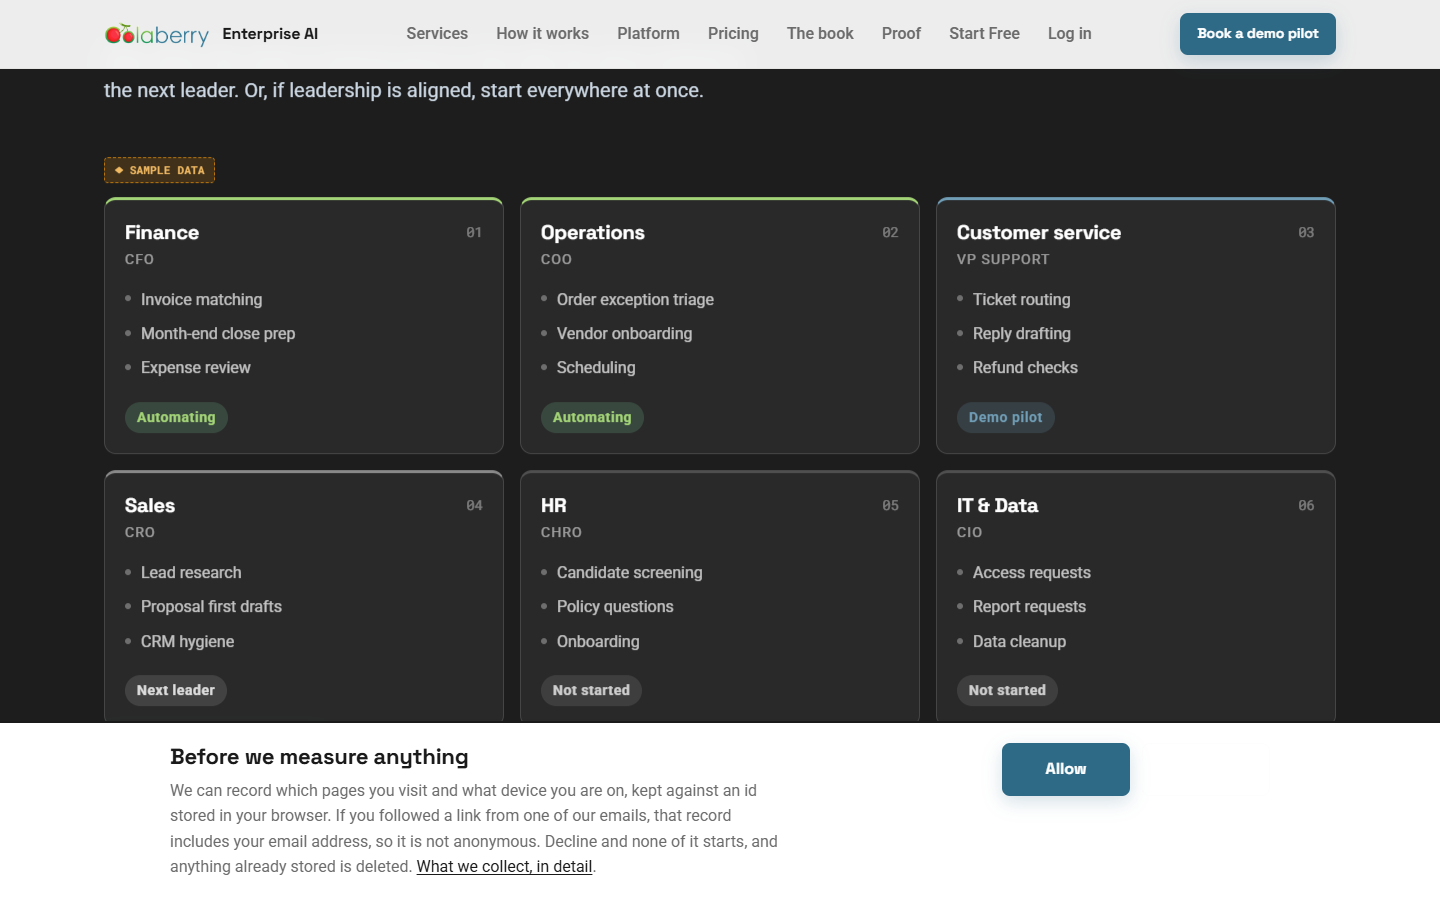 Colaberry Enterprise AI
Services
How it works
Platform
Pricing
The book
Proof
Start Free
Log in
Book a demo pilot
the next leader. Or, if leadership is aligned, start everywhere at once.
SAMPLE DATA
Finance
01
CFO
Invoice matching
Month-end close prep
Expense review
Automating
Operations
02
COO
Order exception triage
Vendor onboarding
Scheduling
Automating
Customer service
03
VP SUPPORT
Ticket routing
Reply drafting
Refund checks
Demo pilot
Sales
04
CRO
Lead research
Proposal first drafts
CRM hygiene
Next leader
HR
05
CHRO
Candidate screening
Policy questions
Onboarding
Not started
IT & Data
06
CIO
Access requests
Report requests
Data cleanup
Not started
Before we measure anything
We can record which pages you visit and what device you are on, kept against an id
stored in your browser. If you followed a link from one of our emails, that record
includes your email address, so it is not anonymous. Decline and none of it starts, and
anything already stored is deleted. What we collect, in detail.
Allow